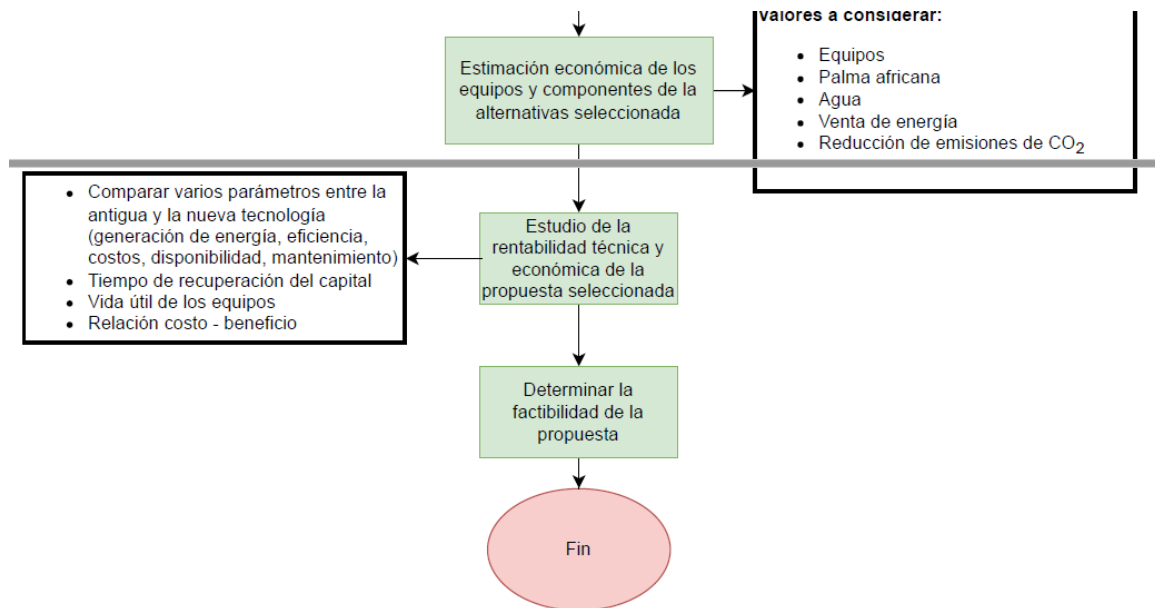 Valores a considerar:
Estimación económica de los
equipos y componentes de la
alternativas seleccionada
• Equipos
• Palma africana
• Agua
• Venta de energía
• Reducción de emisiones de CO2
• Comparar varios parámetros entre la
antigua y la nueva tecnología
(generación de energía, eficiencia,
costos, disponibilidad, mantenimiento)
• Tiempo de recuperación del capital
• Vida útil de los equipos
• Relación costo - beneficio
Estudio de la
rentabilidad técnica y
económica de la
propuesta seleccionada
Determinar la
factibilidad de la
propuesta
Fin